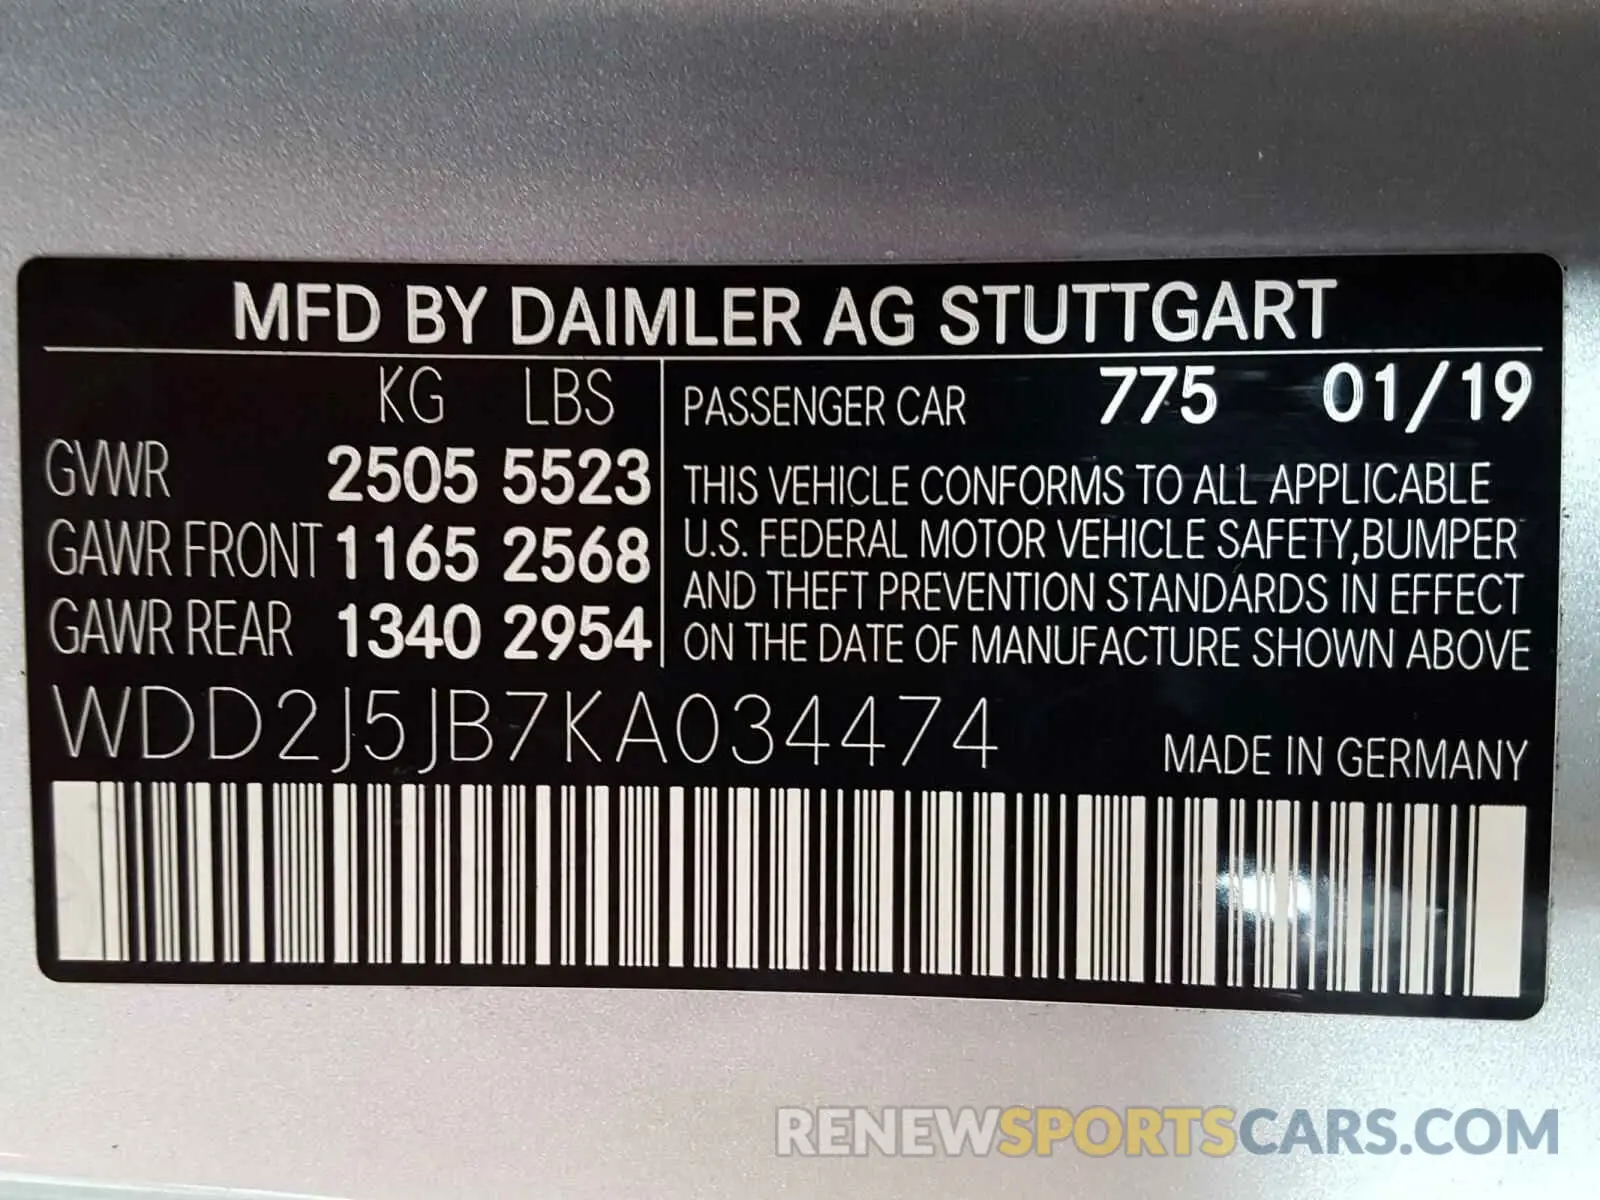 MFD BY DAIMLER AG STUTTGART
KG LBS
GVWR 2505 5523
GAWR FRONT 1165 2568
GAWR REAR 1340 2954
PASSENGER CAR 775 01/19
THIS VEHICLE CONFORMS TO ALL APPLICABLE
U.S. FEDERAL MOTOR VEHICLE SAFETY,BUMPER
AND THEFT PREVENTION STANDARDS IN EFFECT
ON THE DATE OF MANUFACTURE SHOWN ABOVE
WDD2J5JB7KA034474
MADE IN GERMANY
RENEWSPORTSCARS.COM